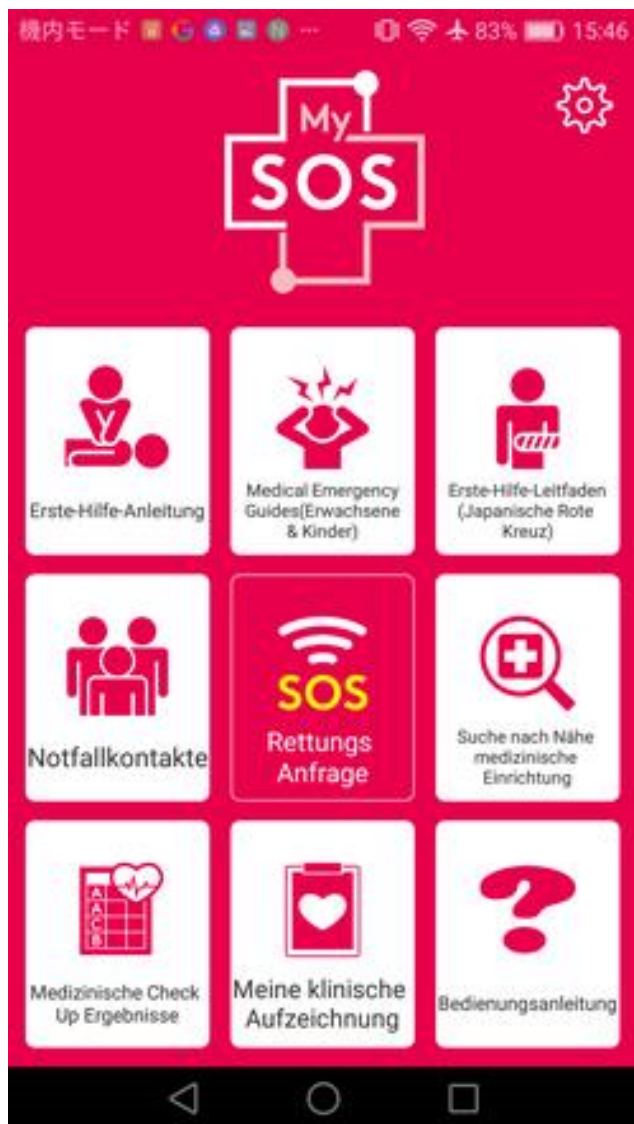 機内モード ... 83% 15:46
My
SOS
Erste-Hilfe-Anleitung
Medical Emergency
Guides(Erwachsene
& Kinder)
Erste-Hilfe-Leitfaden
(Japanische Rote
Kreuz)
Notfallkontakte
SOS
Rettungs
Anfrage
Suche nach Nähe
medizinische
Einrichtung
A
A
C
B
Medizinische Check
Up Ergebnisse
Meine klinische
Aufzeichnung
?
Bedienungsanleitung